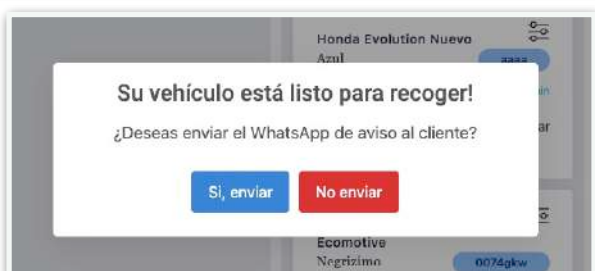 Honda Evolution Nuevo
Azul
aaaa
Su vehículo está listo para recoger!
¿Deseas enviar el WhatsApp de aviso al cliente?
ar
Si, enviar
No enviar
Ecomotive
Negrizimo
0074gkw